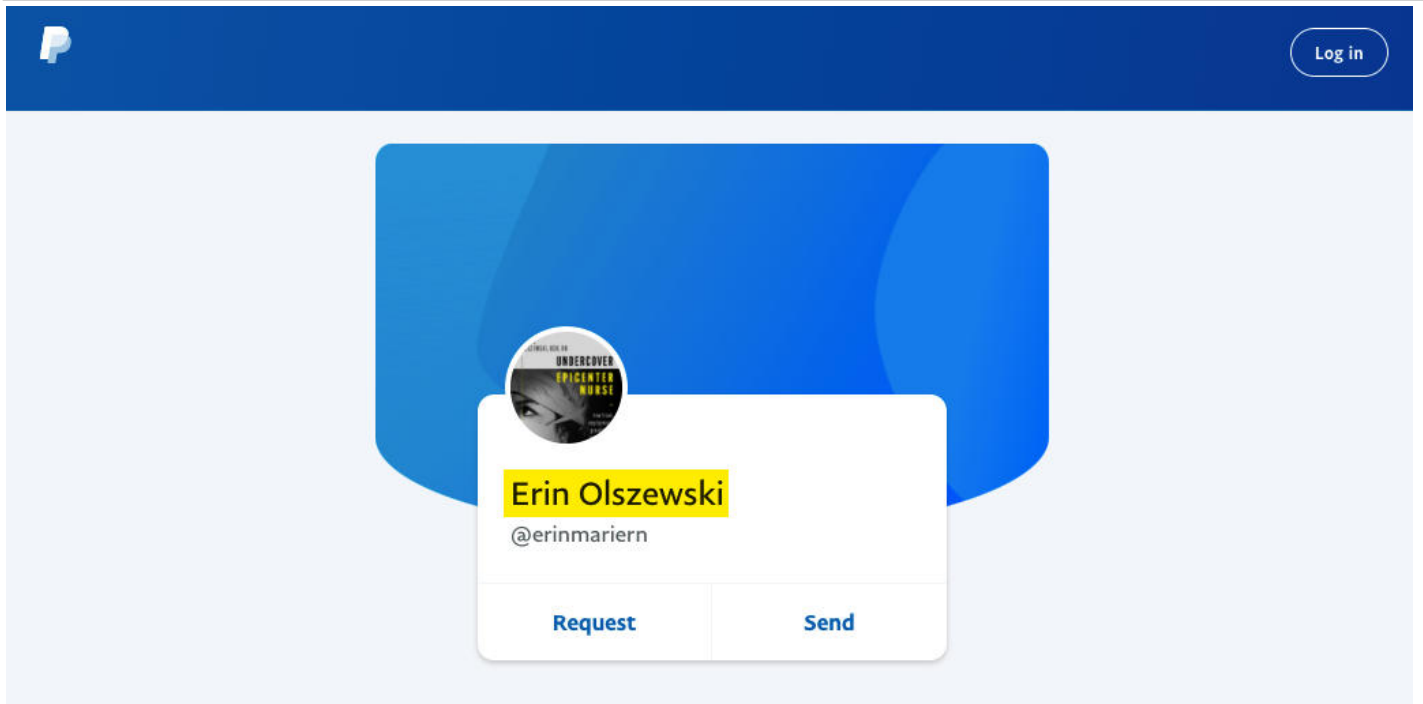 Log in
UNDERCOVER
EPICENTER
NURSE
Erin Olszewski
@erinmariern
Request
Send